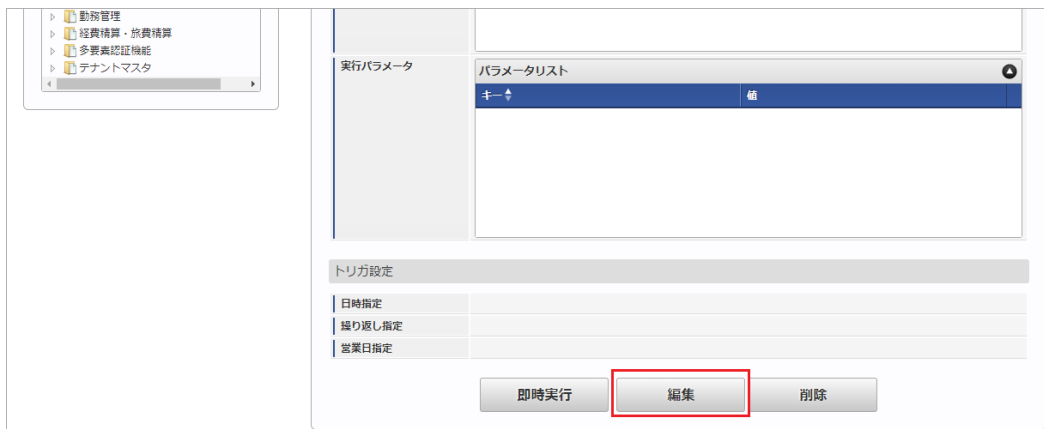 勤務管理
経費精算・旅費精算
多要素認証機能
テナントマスタ
実行パラメータ
パラメータリスト
キー 値
トリガ設定
日時指定
繰り返し指定
営業日指定
即時実行 編集 削除